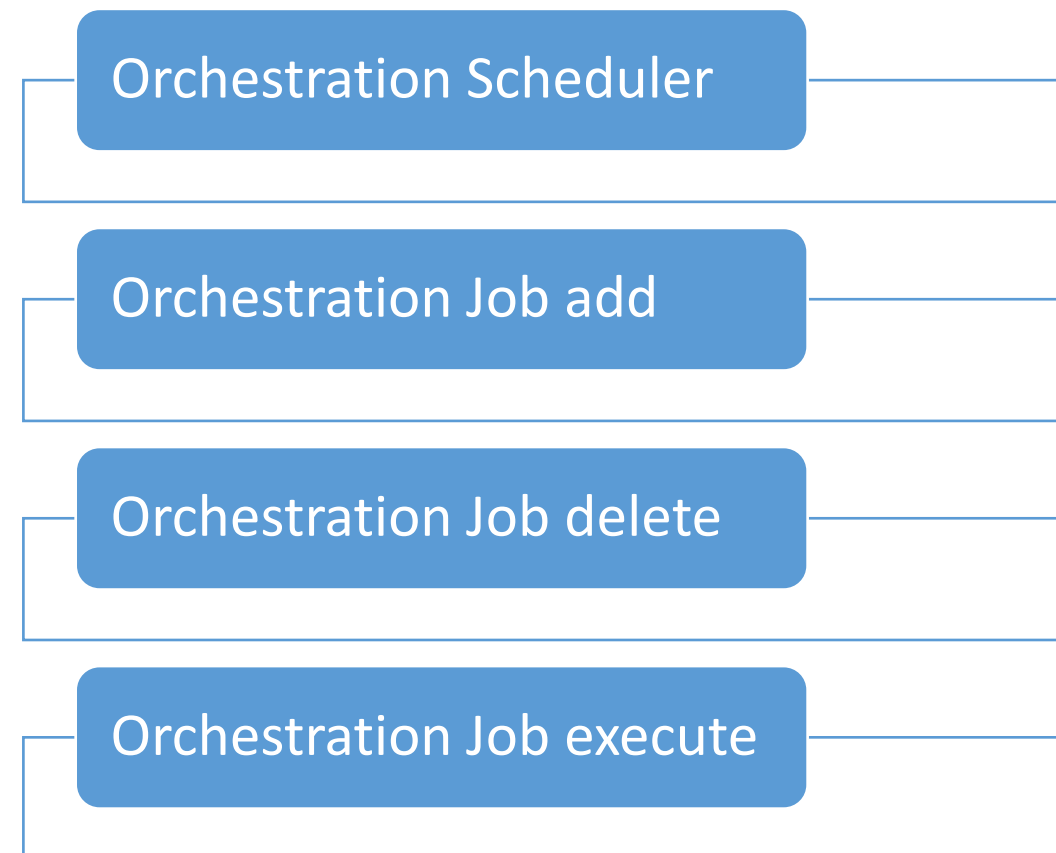 Orchestration Scheduler
Orchestration Job add
Orchestration Job delete
Orchestration Job execute